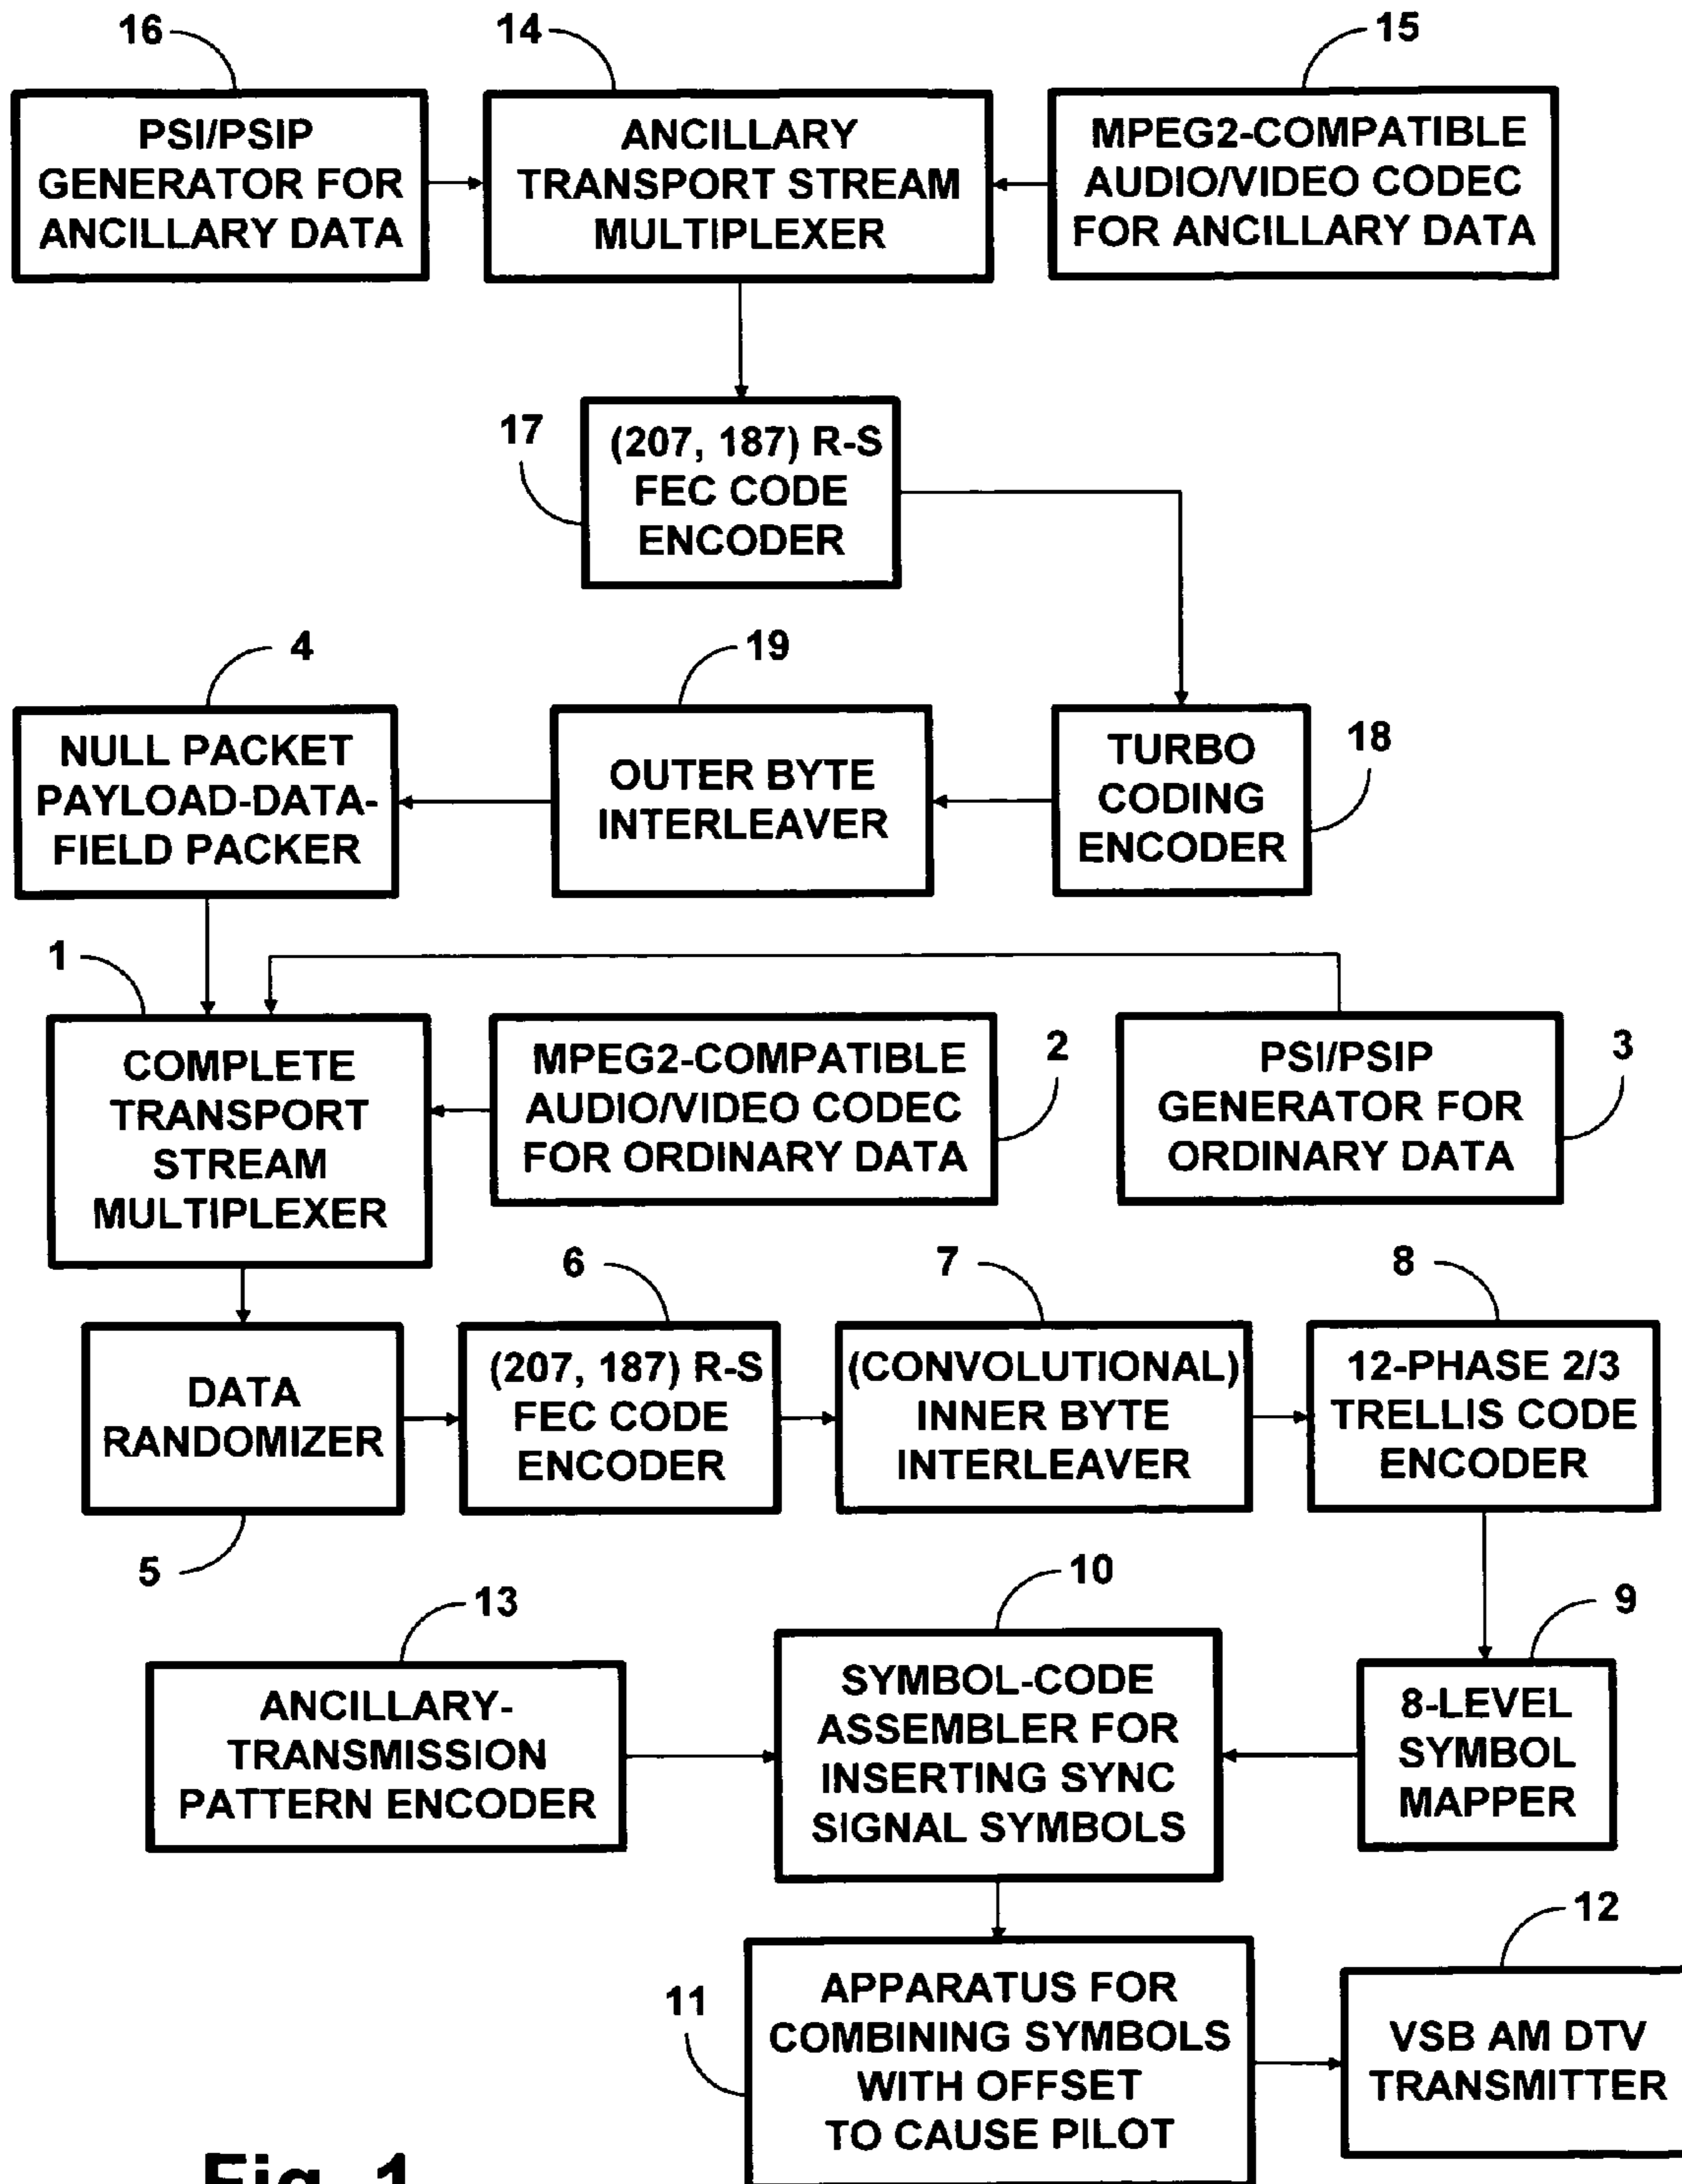 16
14
15
PSI/PSIP
GENERATOR FOR
ANCILLARY DATA
ANCILLARY
TRANSPORT STREAM
MULTIPLEXER
MPEG2-COMPATIBLE
AUDIO/VIDEO CODEC
FOR ANCILLARY DATA
17
(207, 187) R-S
FEC CODE
ENCODER
4
19
18
NULL PACKET
PAYLOAD-DATA-
FIELD PACKER
OUTER BYTE
INTERLEAVER
TURBO
CODING
ENCODER
1
COMPLETE
TRANSPORT
STREAM
MULTIPLEXER
MPEG2-COMPATIBLE
AUDIO/VIDEO CODEC
FOR ORDINARY DATA
2
PSI/PSIP
GENERATOR FOR
ORDINARY DATA
3
6
7
8
DATA
RANDOMIZER
5
(207, 187) R-S
FEC CODE
ENCODER
(CONVOLUTIONAL)
INNER BYTE
INTERLEAVER
12-PHASE 2/3
TRELLIS CODE
ENCODER
13
10
9
ANCILLARY-
TRANSMISSION
PATTERN ENCODER
SYMBOL-CODE
ASSEMBLER FOR
INSERTING SYNC
SIGNAL SYMBOLS
8-LEVEL
SYMBOL
MAPPER
11
APPARATUS FOR
COMBINING SYMBOLS
WITH OFFSET
TO CAUSE PILOT
12
VSB AM DTV
TRANSMITTER
Fig. 1